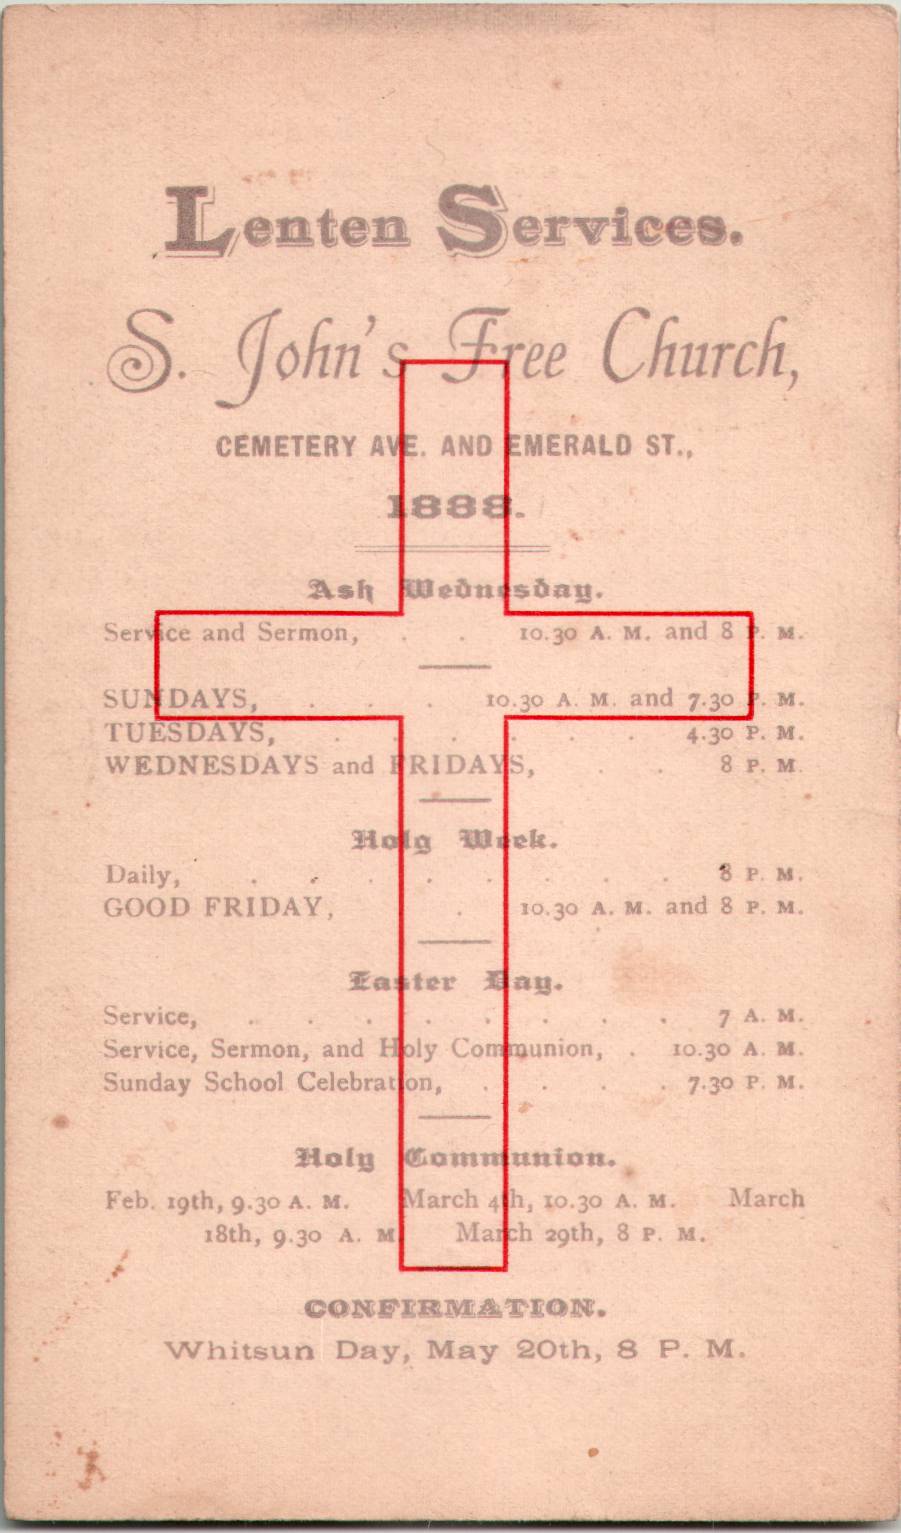 Lenten Services.
S. John's Free Church,
CEMETERY AVE. AND EMERALD ST.,
1888.
Ash Wednesday.
Service and Sermon, . . 10.30 A. M. and 8 P. M.
SUNDAYS, . . . 10.30 A. M. and 7.30 P. M.
TUESDAYS, . . . . . . 4.30 P. M.
WEDNESDAYS and FRIDAYS, . . 8 P. M.
Holy Week.
Daily, . . . . . . . . 8 P. M.
GOOD FRIDAY, . 10.30 A. M. and 8 P. M.
Easter Day.
Service, . . . . . . . . 7 A. M.
Service, Sermon, and Holy Communion, . 10.30 A. M.
Sunday School Celebration, . . . . 7.30 P. M.
Holy Communion.
Feb. 19th, 9.30 A. M. March 4th, 10.30 A. M. March
18th, 9.30 A. M. March 29th, 8 P. M.
CONFIRMATION.
Whitsun Day, May 20th, 8 P. M.